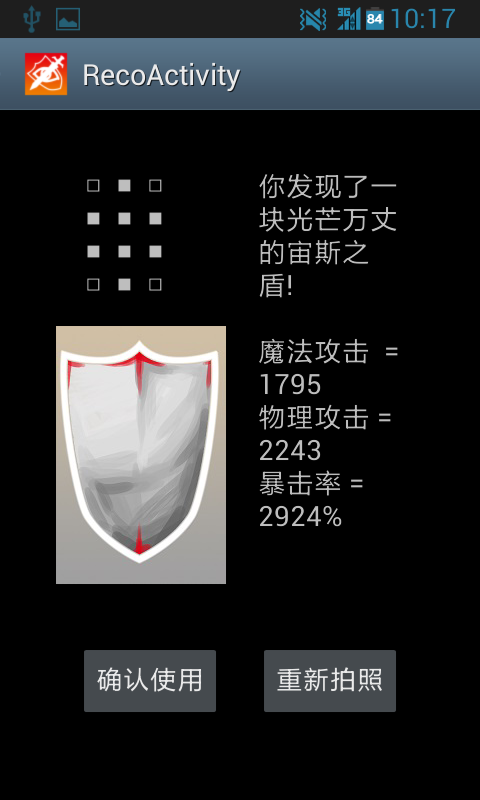 3G 84 10:17
RecoActivity
□ ■ □
■ ■ ■
■ ■ ■
□ ■ □
你发现了一
块光芒万丈
的宙斯之
盾!
魔法攻击 =
1795
物理攻击 =
2243
暴击率 =
2924%
确认使用
重新拍照